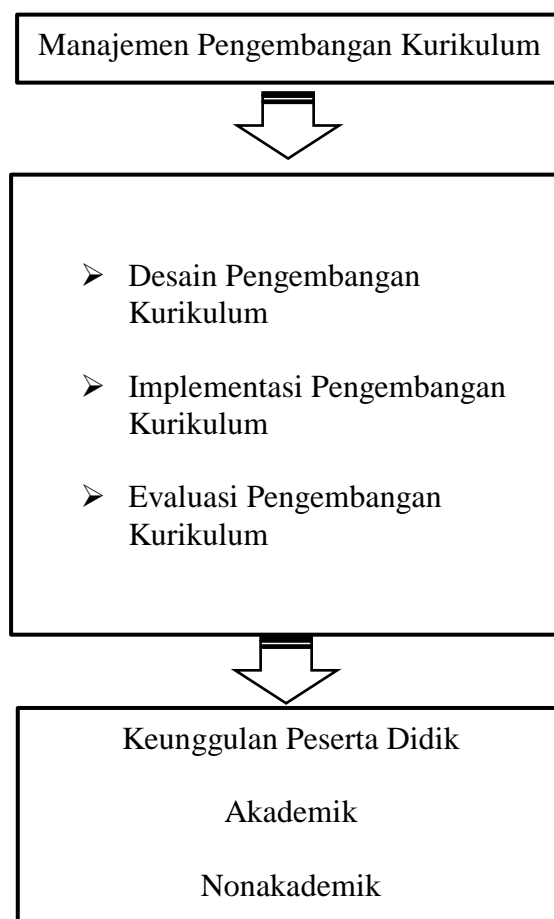 Manajemen Pengembangan Kurikulum
➢ Desain Pengembangan
Kurikulum
➢ Implementasi Pengembangan
Kurikulum
➢ Evaluasi Pengembangan
Kurikulum
Keunggulan Peserta Didik
Akademik
Nonakademik